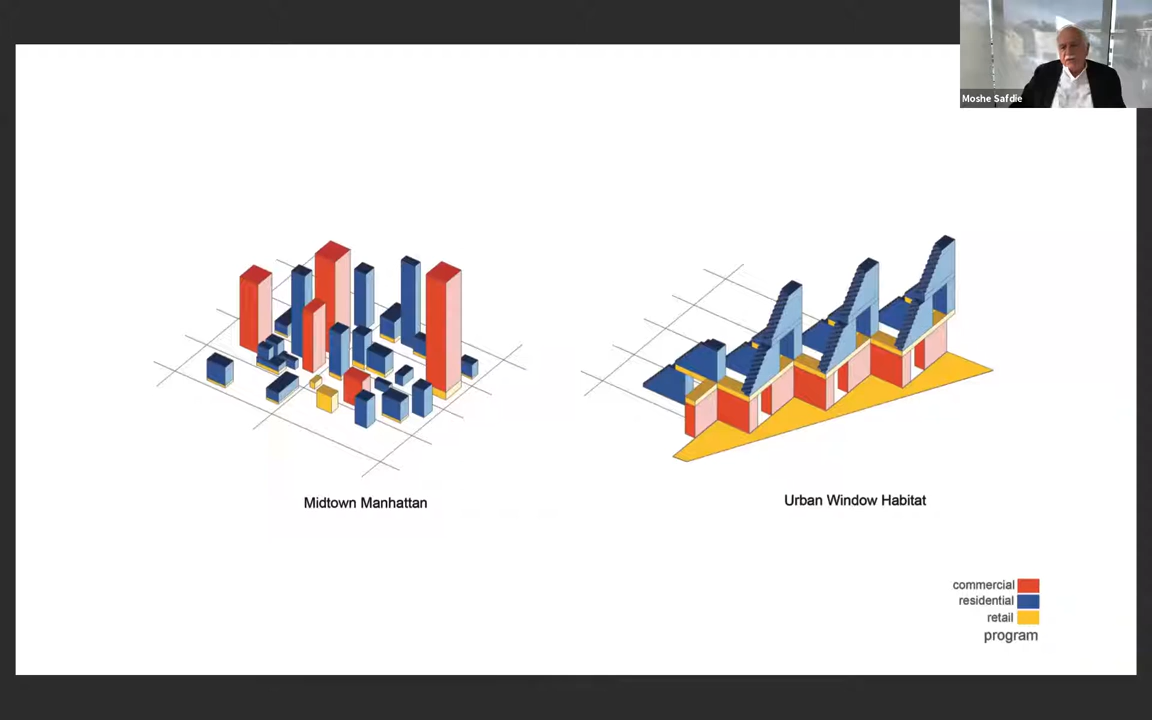 Moshe Safdie
Midtown Manhattan
Urban Window Habitat
commercial
residential
retail
program